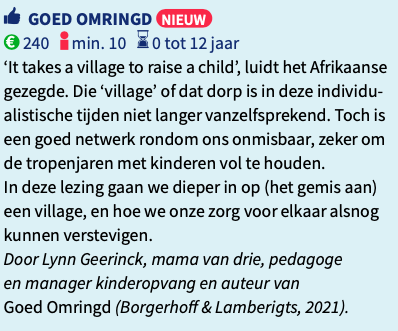 GOED OMRINGD NIEUW
€ 240 min. 10 0 tot 12 jaar
‘It takes a village to raise a child’, luidt het Afrikaanse
gezegde. Die ‘village’ of dat dorp is in deze individu-
alistische tijden niet langer vanzelfsprekend. Toch is
een goed netwerk rondom ons onmisbaar, zeker om
de tropenjaren met kinderen vol te houden.
In deze lezing gaan we dieper in op (het gemis aan)
een village, en hoe we onze zorg voor elkaar alsnog
kunnen verstevigen.
Door Lynn Geerinck, mama van drie, pedagoge
en manager kinderopvang en auteur van
Goed Omringd (Borgerhoff & Lamberigts, 2021).